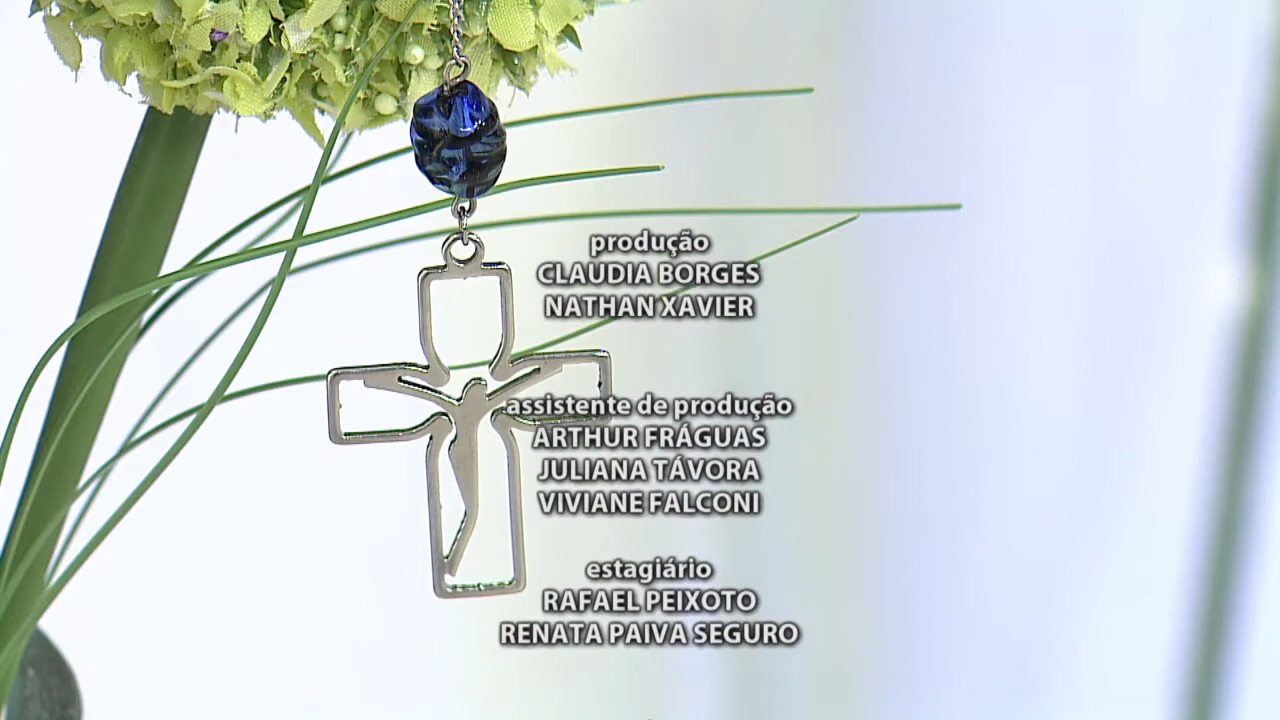 produção
CLAUDIA BORGES
NATHAN XAVIER
assistente de produção
ARTHUR FRÁGUAS
JULIANA TÁVORA
VIVIANE FALCONI
estagiário
RAFAEL PEIXOTO
RENATA PAIVA SEGURO